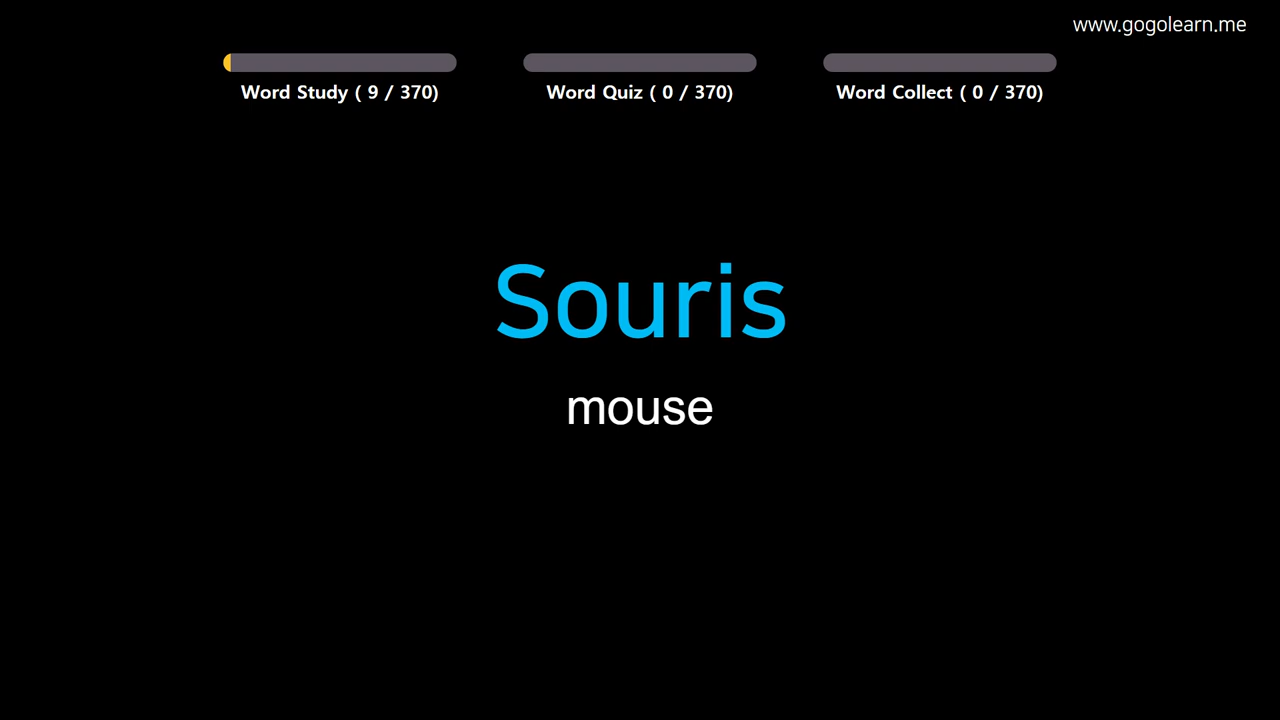 www.gogolearn.me
Word Study ( 9 / 370)
Word Quiz ( 0 / 370)
Word Collect ( 0 / 370)
Souris
mouse